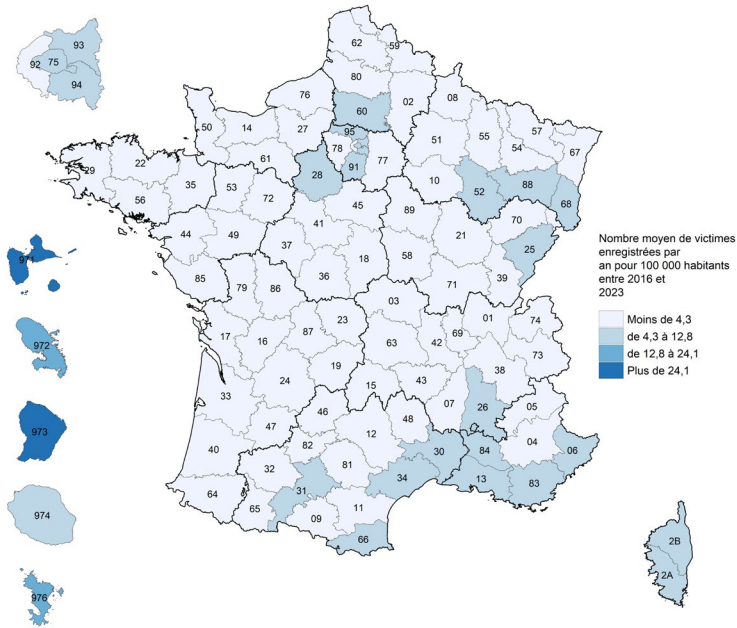 93
92 75
94
62 59
80
76 02 08
60
50 14 27 95 51 55 57
78 54 67
29 22 61 91 77
35 53 28 10 52 88 68
56 72 45 89 70
44 49 41 21 25
37 58
85 79 86 36 18 71 39
03
17 16 87 23 63 42 69 01 74
73
24 19 38
33 15 43
46 48 07 26 05
40 47 12 04
82 30 84 06
32 81 34 13 83
64 31
65 09 11
66
971
972
973
974
976
2B
2A
Nombre moyen de victimes
enregistrées par
an pour 100 000 habitants
entre 2016 et
2023
Moins de 4,3
de 4,3 à 12,8
de 12,8 à 24,1
Plus de 24,1